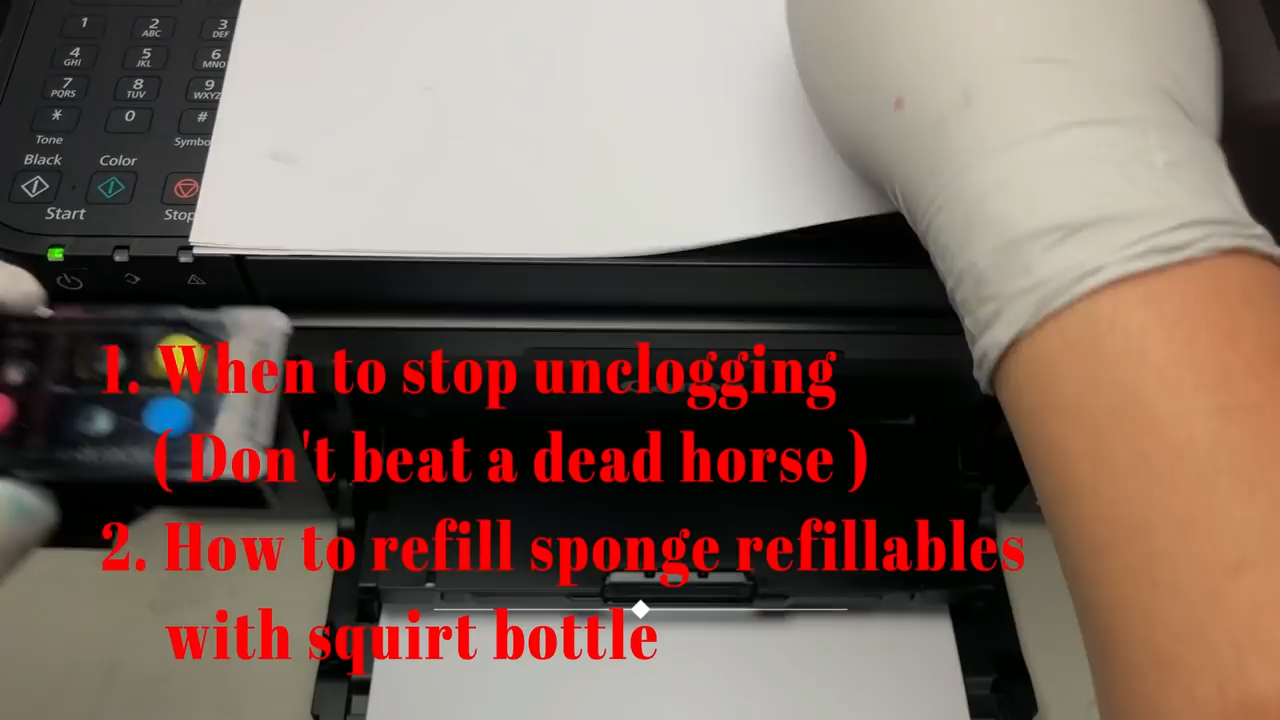 1 2 3
ABC DEF
4 5 6
GHI JKL MNO
7 8 9
PQRS TUV WXYZ
* 0 #
Tone Symbo
Black Color
Start Stop
1. When to stop unclogging
( Don't beat a dead horse )
2. How to refill sponge refillables
with squirt bottle